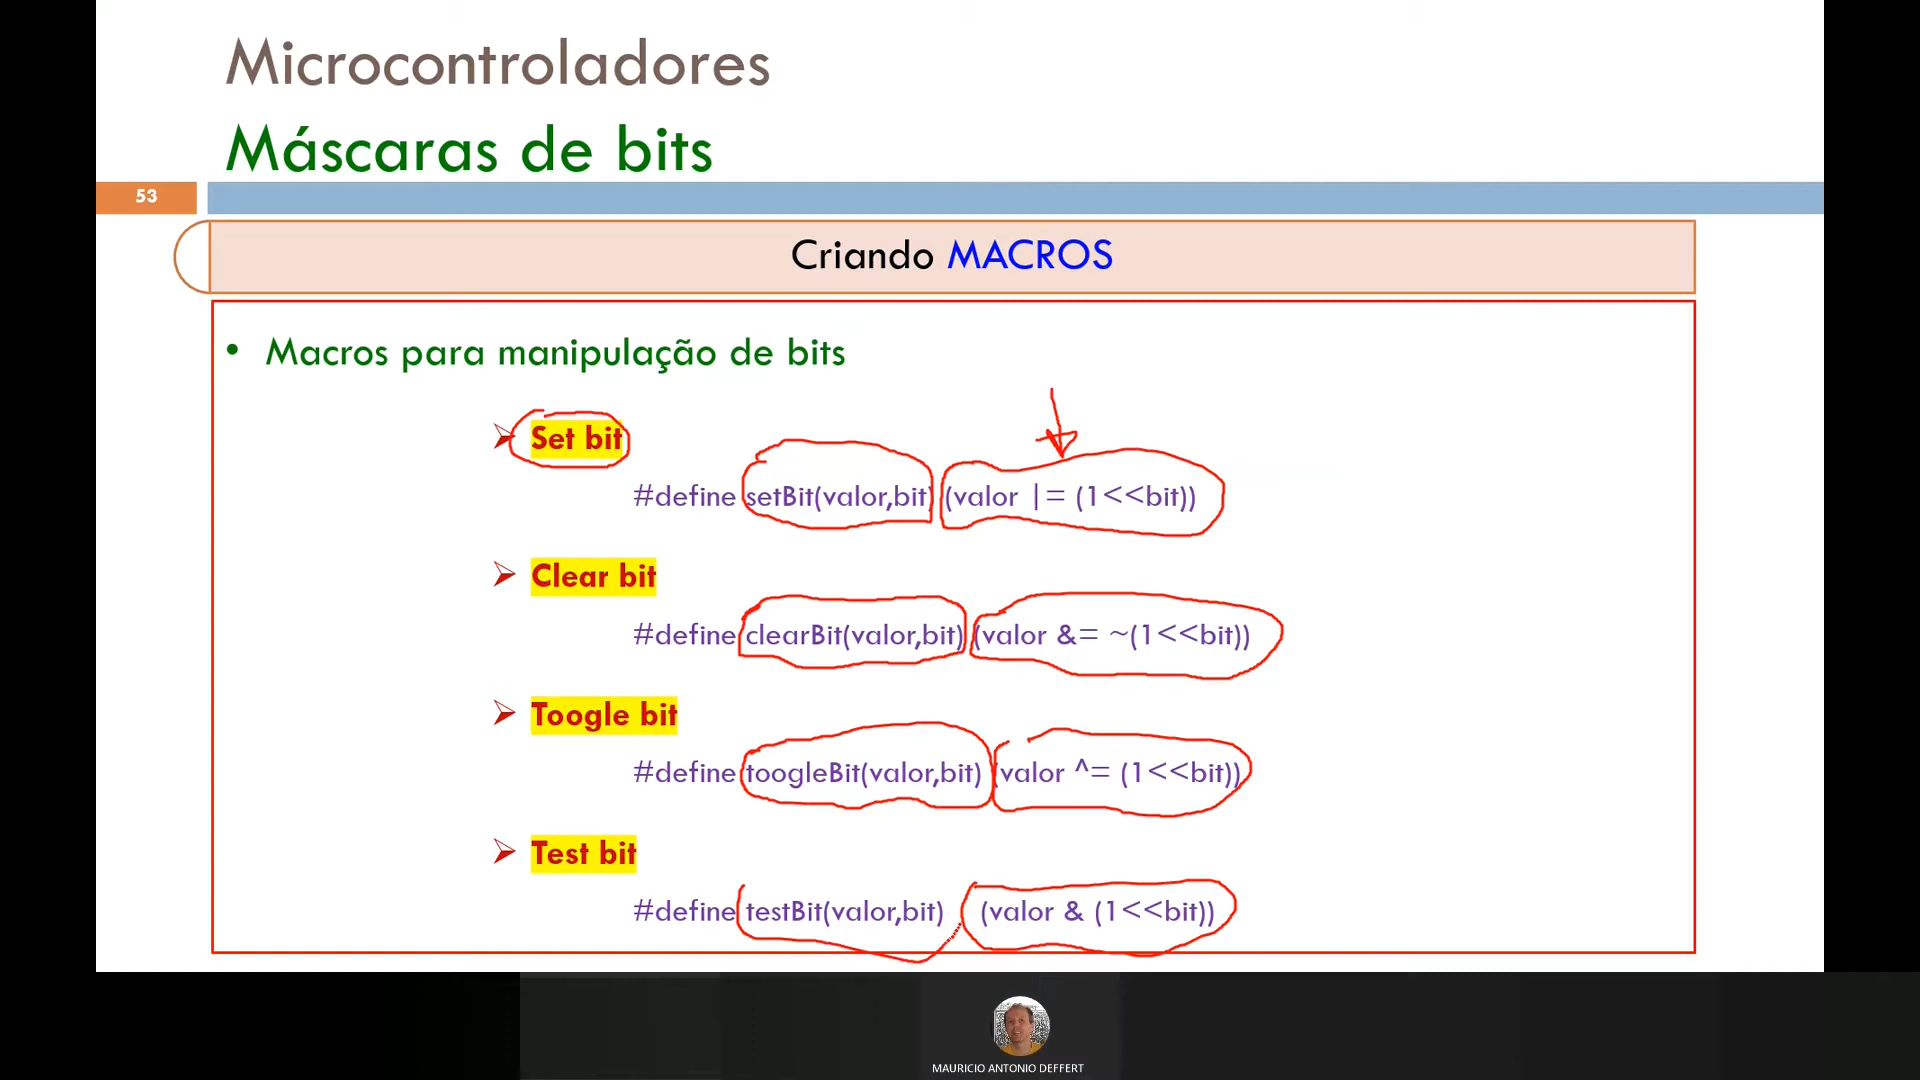 Microcontroladores
Máscaras de bits
53
Criando MACROS
• Macros para manipulação de bits
➢ Set bit
#define setBit(valor,bit) (valor |= (1<<bit))
➢ Clear bit
#define clearBit(valor,bit) (valor &= ~(1<<bit))
➢ Toogle bit
#define toogleBit(valor,bit) (valor ^= (1<<bit))
➢ Test bit
#define testBit(valor,bit) (valor & (1<<bit))
MAURICIO ANTONIO DEFFERT